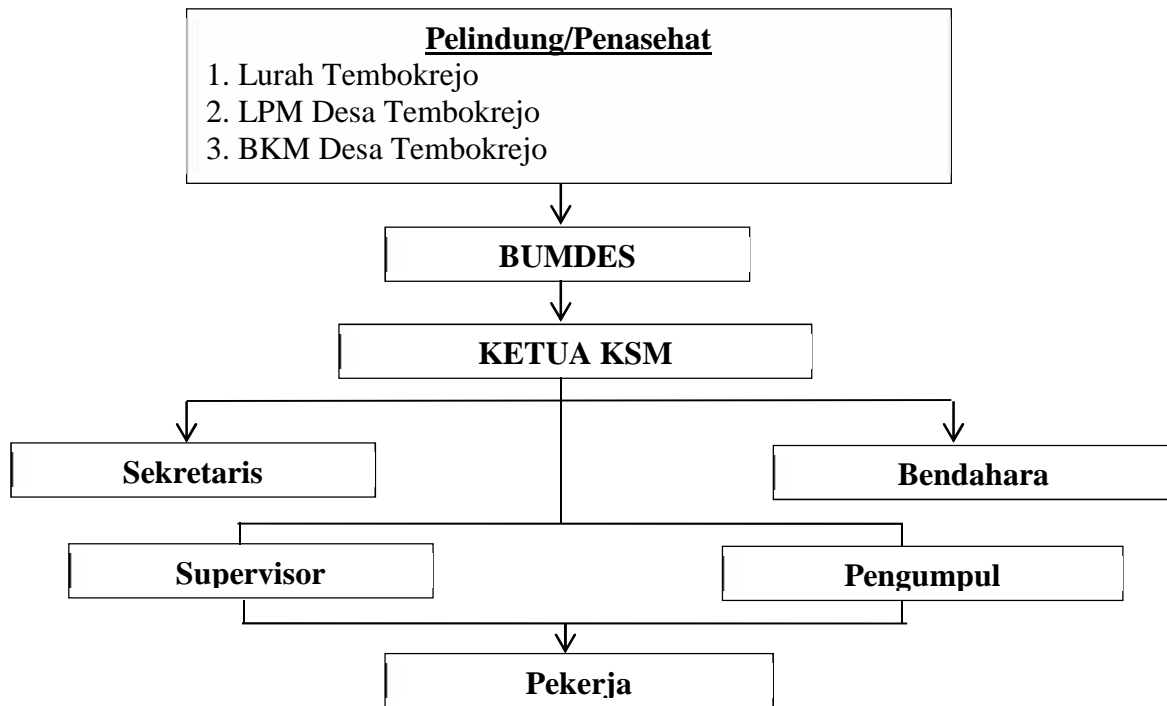 Pelindung/Penasehat
1. Lurah Tembokrejo
2. LPM Desa Tembokrejo
3. BKM Desa Tembokrejo
BUMDES
KETUA KSM
Sekretaris
Bendahara
Supervisor
Pengumpul
Pekerja